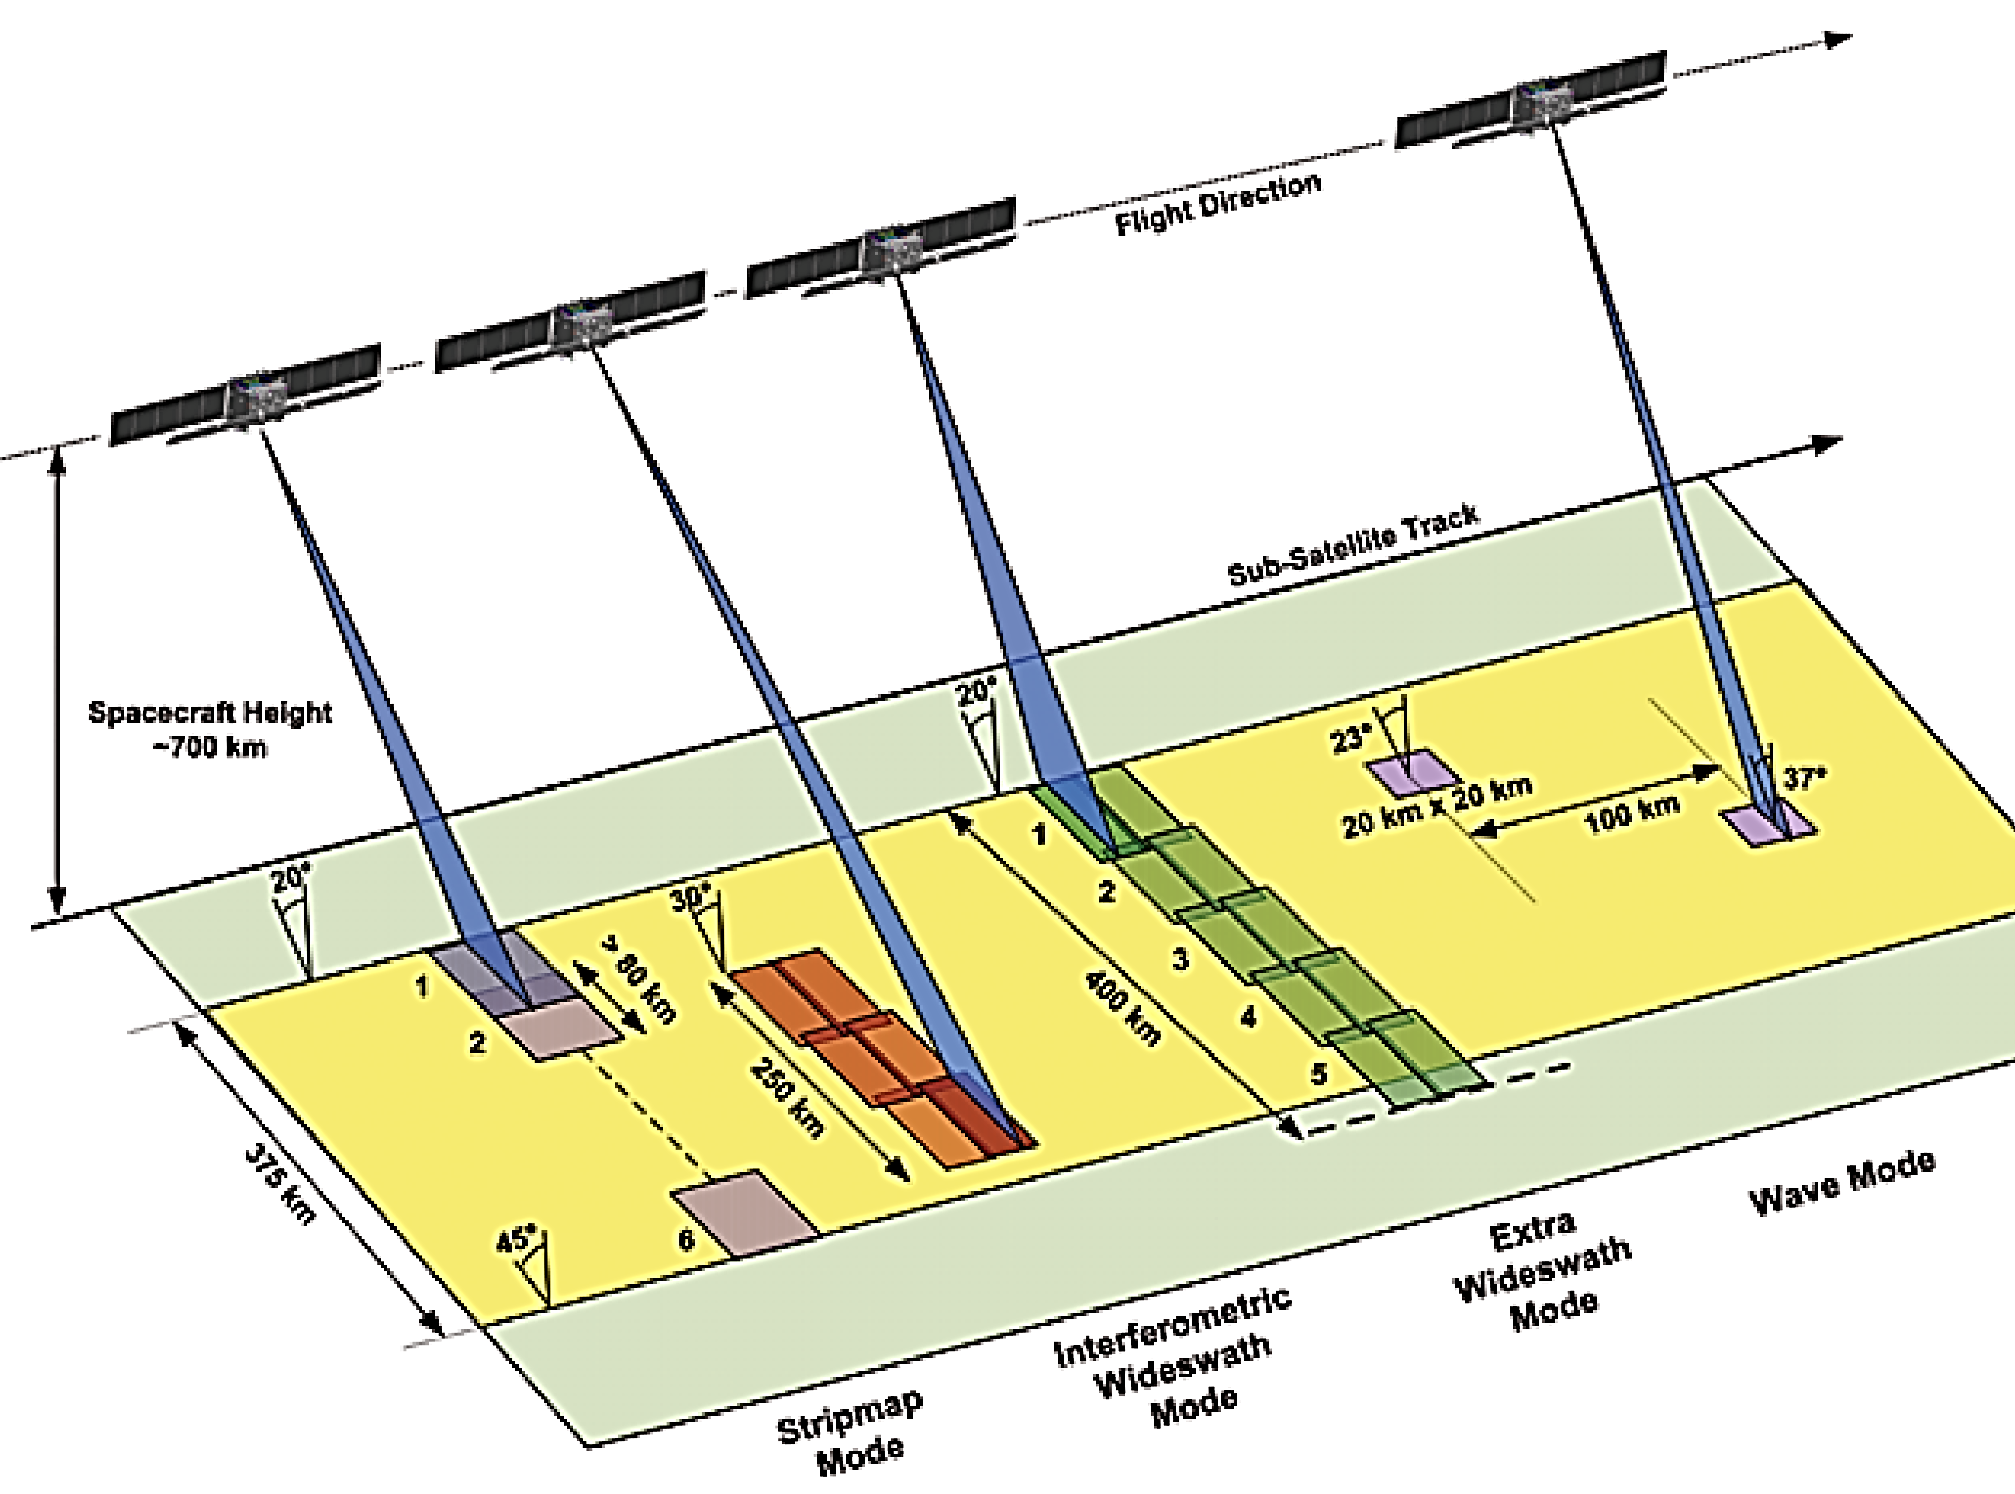 Flight Direction
Sub-Satellite Track
Spacecraft Height
~700 km
20°
20°
23°
37°
20 km x 20 km
100 km
1
2
3
4
5
400 km
20°
30°
1
2
> 80 km
250 km
6
45°
375 km
Stripmap
Mode
Interferometric
Wideswath
Mode
Extra
Wideswath
Mode
Wave Mode